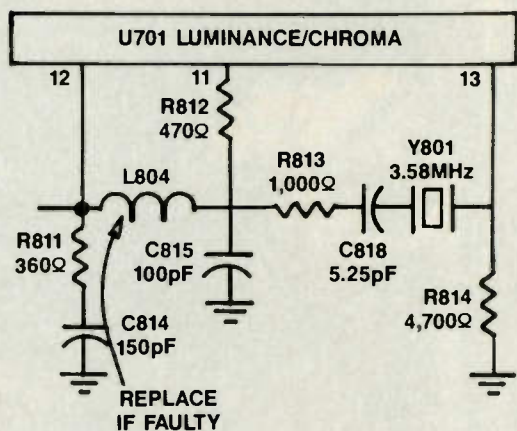 U701 LUMINANCE/CHROMA
12
11
13
R812
470Ω
Y801
3.58MHz
R813
1,000Ω
L804
R811
360Ω
C815
100pF
C818
5.25pF
R814
4,700Ω
C814
150pF
REPLACE
IF FAULTY